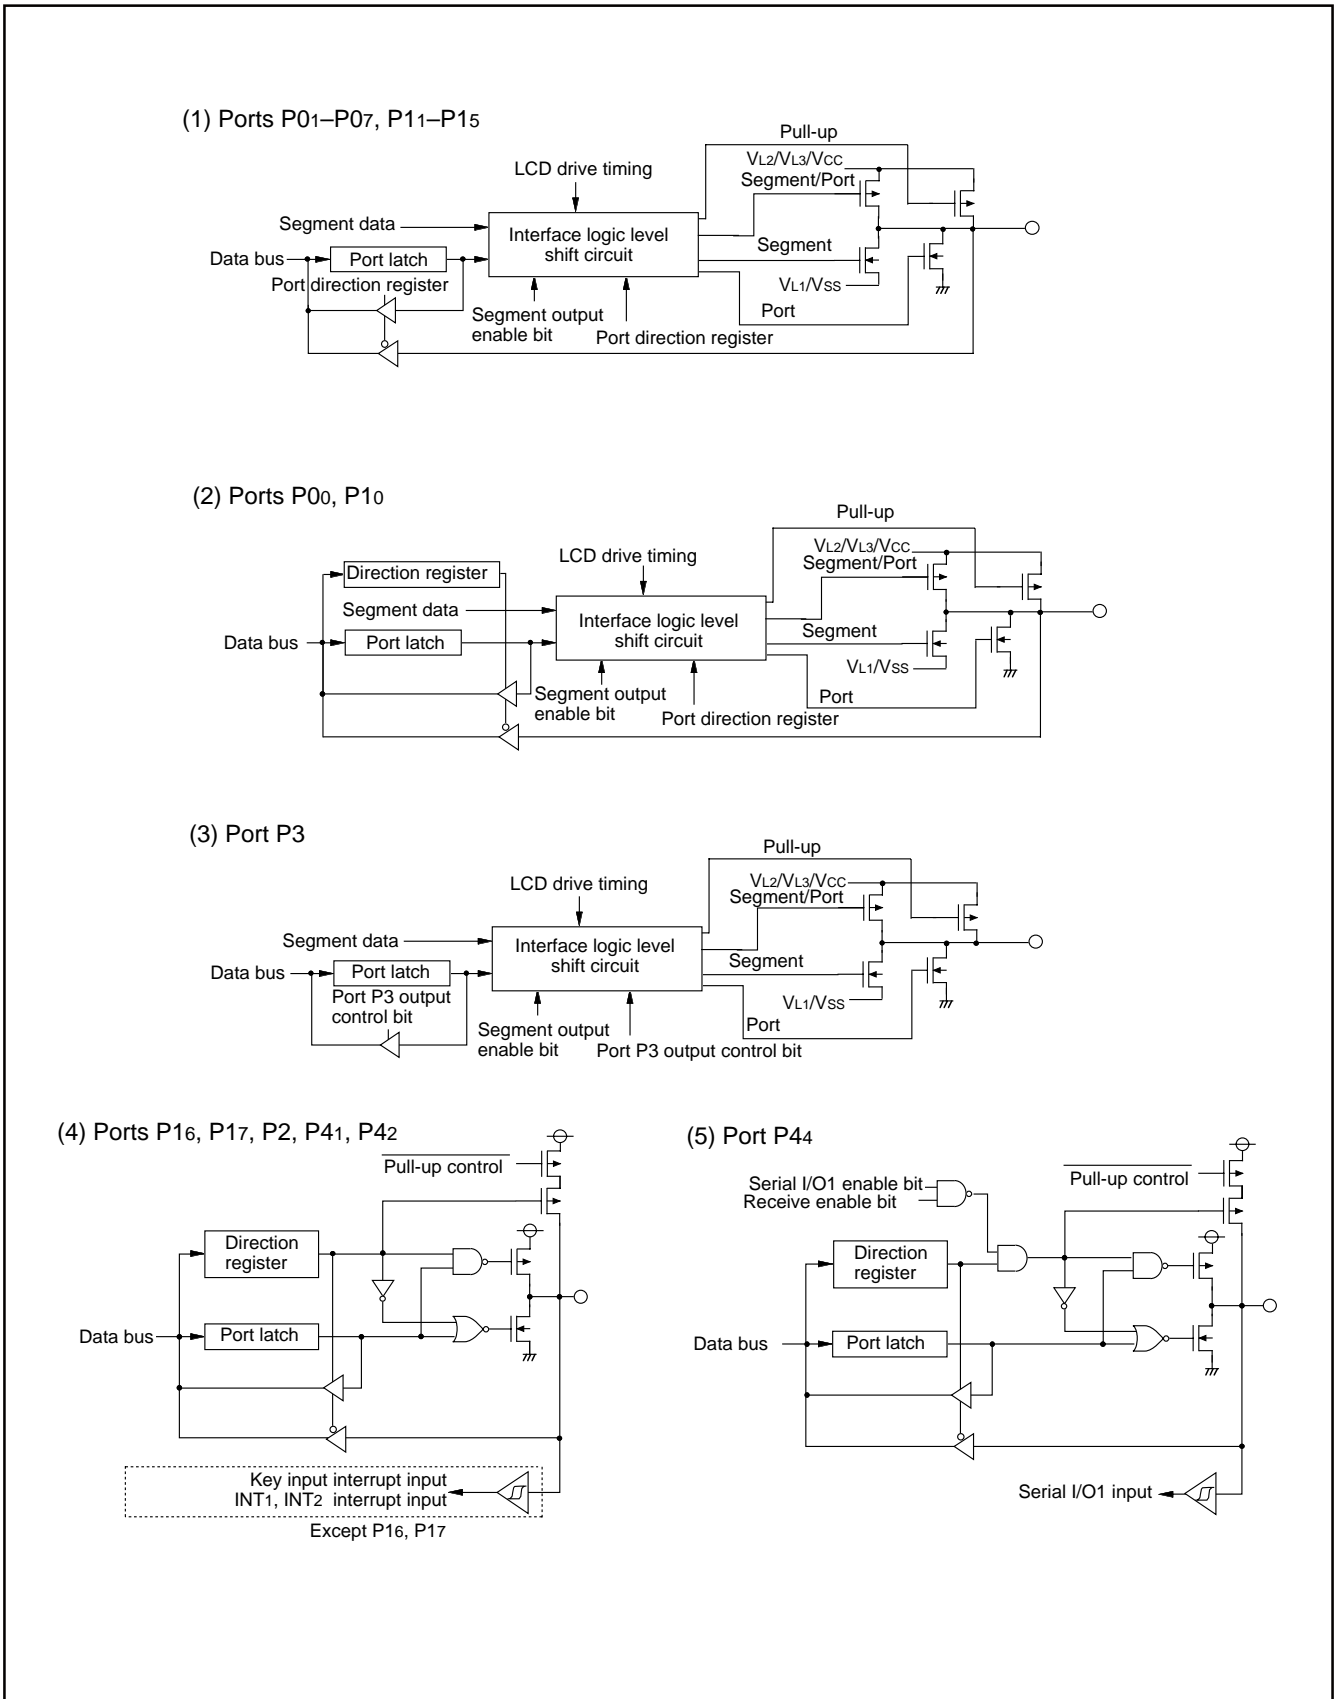 (1) Ports P01–P07, P11–P15
Pull-up
VL2/VL3/VCC
LCD drive timing
Segment/Port
Segment data
Interface logic level
shift circuit
Segment
Data bus
Port latch
Port direction register
VL1/VSS
Segment output
enable bit
Port
Port direction register
(2) Ports P00, P10
Pull-up
VL2/VL3/VCC
LCD drive timing
Segment/Port
Direction register
Segment data
Interface logic level
shift circuit
Segment
Data bus
Port latch
VL1/VSS
Segment output
enable bit
Port
Port direction register
(3) Port P3
Pull-up
VL2/VL3/VCC
LCD drive timing
Segment/Port
Segment data
Interface logic level
shift circuit
Segment
Data bus
Port latch
Port P3 output
control bit
VL1/VSS
Segment output
enable bit
Port
Port P3 output control bit
(4) Ports P16, P17, P2, P41, P42
Pull-up control
Direction
register
Data bus
Port latch
Key input interrupt input
INT1, INT2 interrupt input
Except P16, P17
(5) Port P44
Pull-up control
Serial I/O1 enable bit
Receive enable bit
Direction
register
Data bus
Port latch
Serial I/O1 input